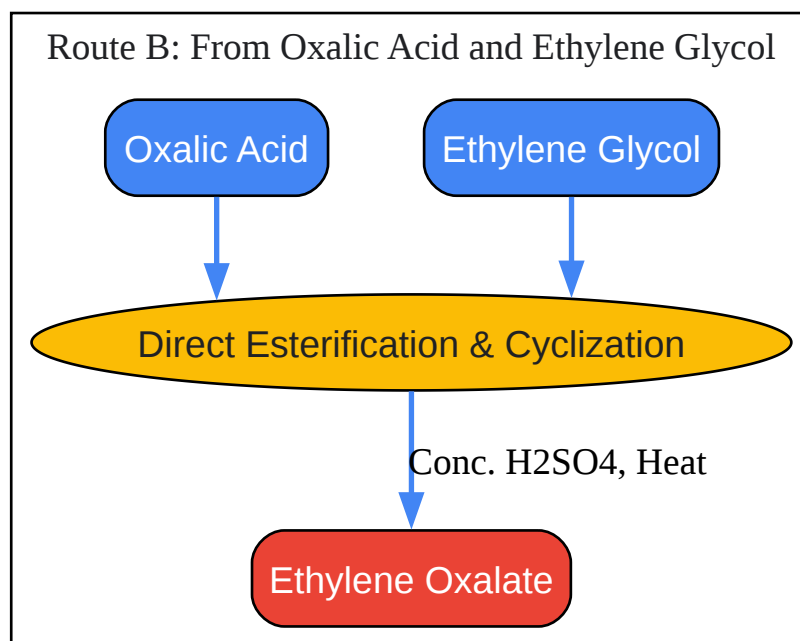 Route B: From Oxalic Acid and Ethylene Glycol
Oxalic Acid
Ethylene Glycol
Direct Esterification & Cyclization
Conc. H2SO4, Heat
Ethylene Oxalate